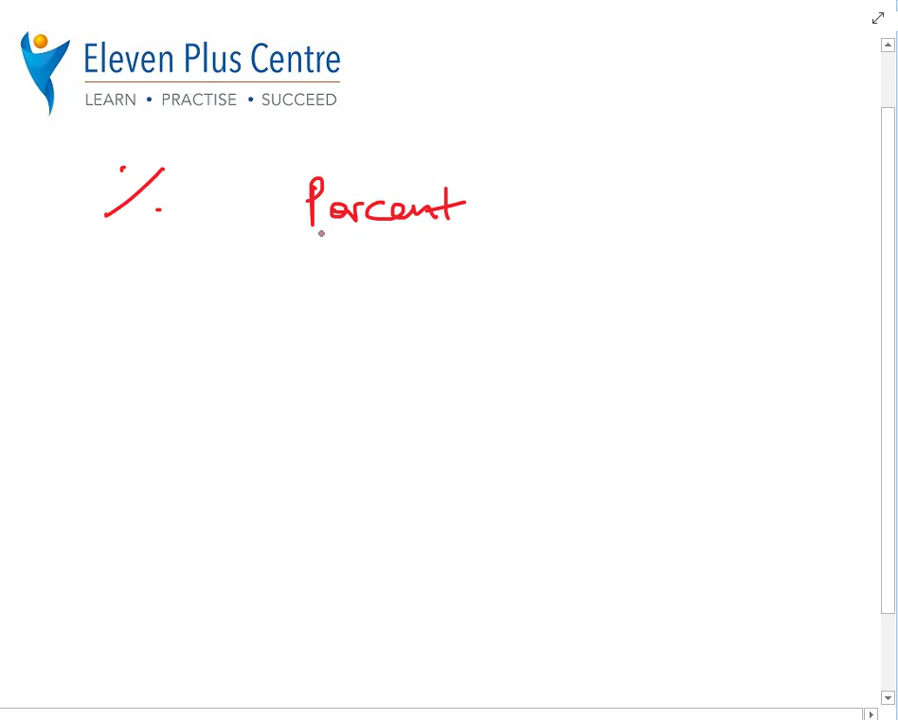 Eleven Plus Centre
LEARN • PRACTISE • SUCCEED
% Percent